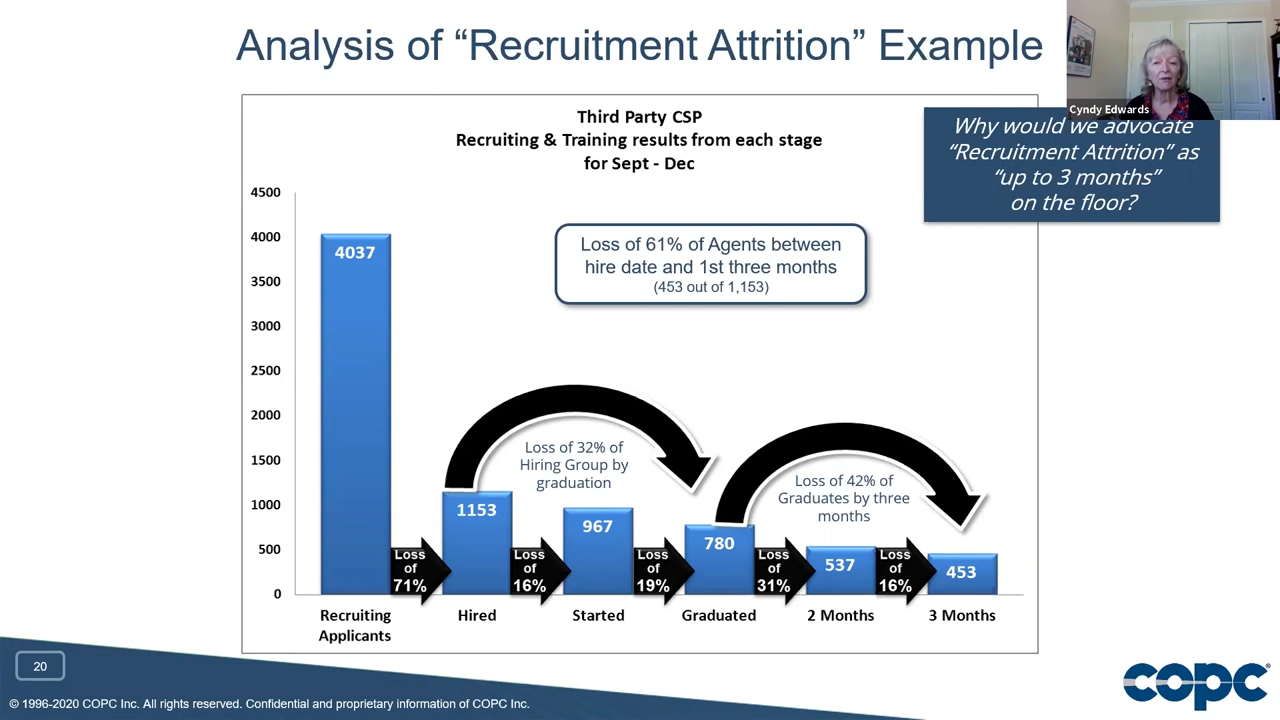 Analysis of “Recruitment Attrition” Example
Cyndy Edwards
Why would we advocate
“Recruitment Attrition” as
“up to 3 months”
on the floor?
Third Party CSP
Recruiting & Training results from each stage
for Sept - Dec
Loss of 61% of Agents between
hire date and 1st three months
(453 out of 1,153)
4500
4000
3500
3000
2500
2000
1500
1000
500
0
4037
1153
967
780
537
453
Loss of 32% of
Hiring Group by
graduation
Loss of 42% of
Graduates by three
months
Loss
of
71%
Loss
of
16%
Loss
of
19%
Loss
of
31%
Loss
of
16%
Recruiting
Applicants
Hired
Started
Graduated
2 Months
3 Months
20
© 1996-2020 COPC Inc. All rights reserved. Confidential and proprietary information of COPC Inc.
copc®